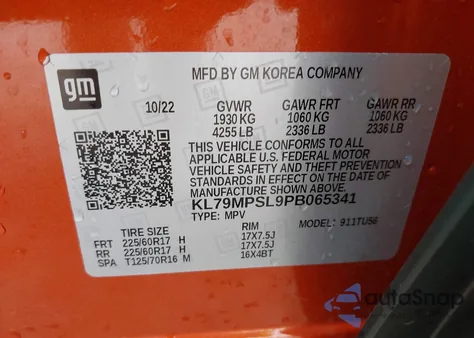 gm
MFD BY GM KOREA COMPANY
10/22 GVWR GAWR FRT GAWR RR
1930 KG 1060 KG 1060 KG
4255 LB 2336 LB 2336 LB
THIS VEHICLE CONFORMS TO ALL
APPLICABLE U.S. FEDERAL MOTOR
VEHICLE SAFETY AND THEFT PREVENTION
STANDARDS IN EFFECT ON THE DATE OF
MANUFACTURE SHOWN ABOVE.
KL79MPSL9PB065341
TYPE: MPV
TIRE SIZE RIM MODEL: 911TU56
FRT 225/60R17 H 17X7.5J
RR 225/60R17 H 17X7.5J
SPA T125/70R16 M 16X4BT
autoSnap